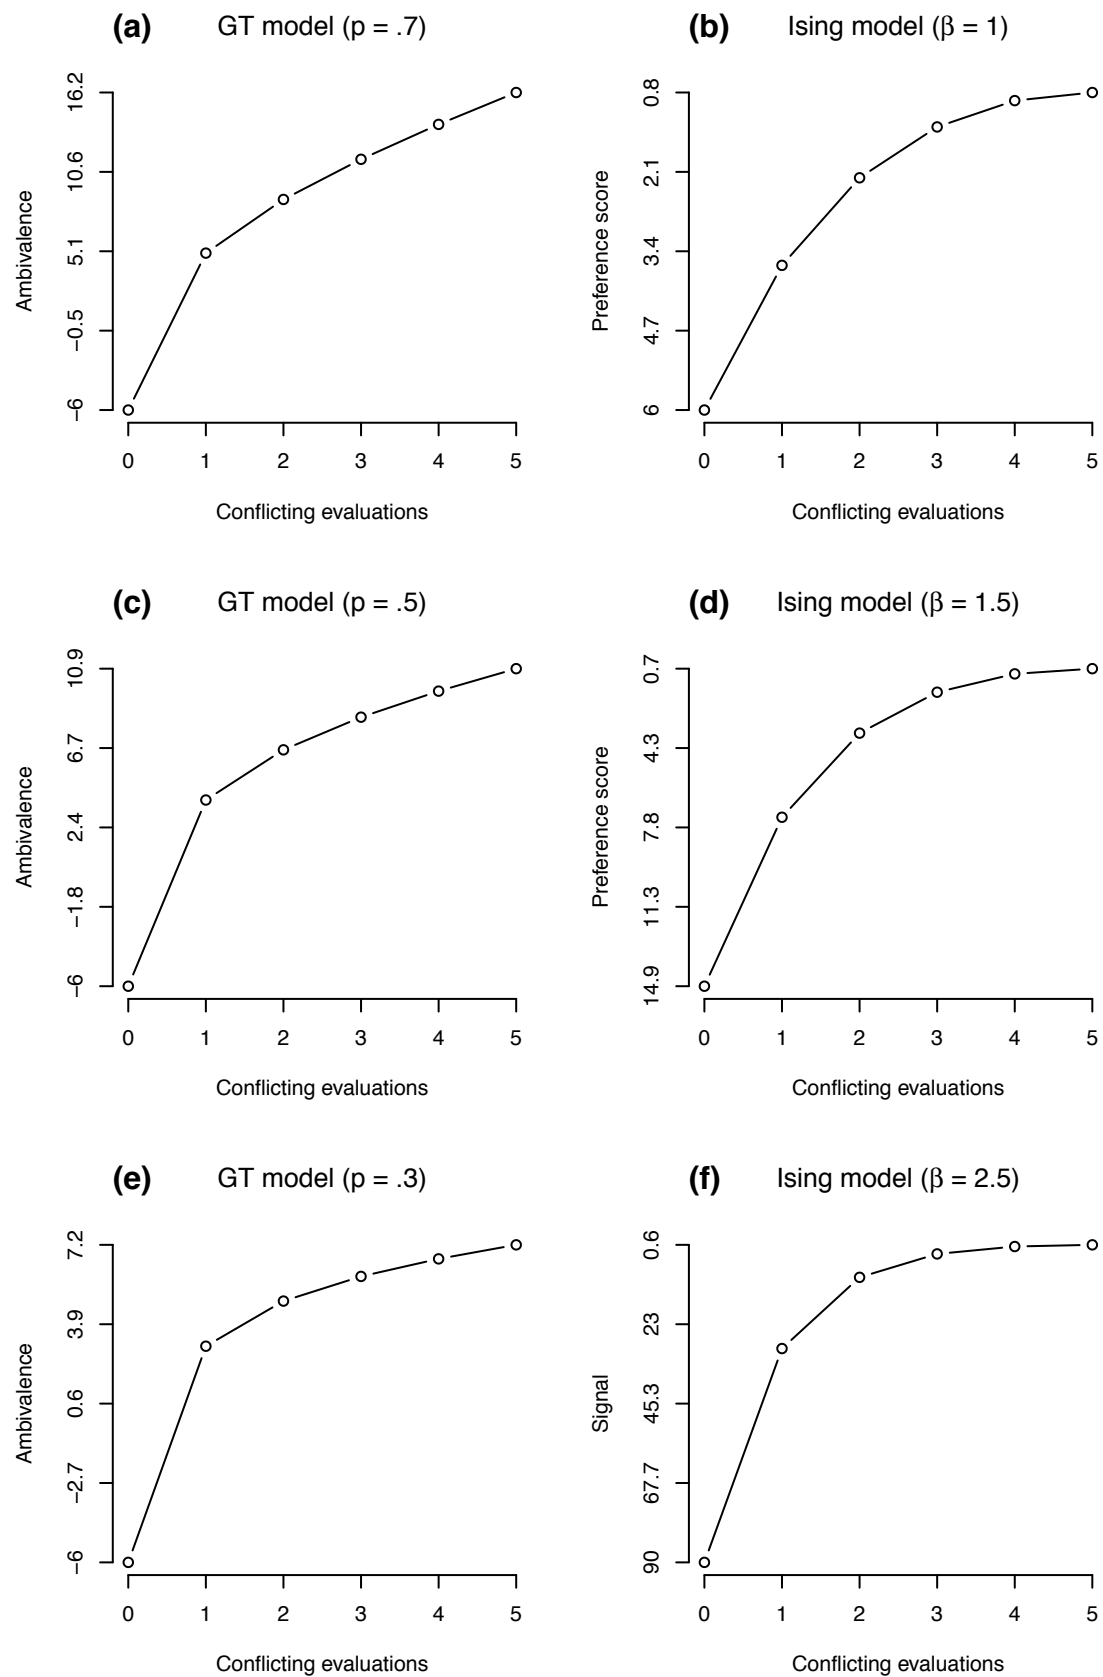 (a) GT model (p = .7)
Ambivalence
16.2
10.6
5.1
−0.5
−6
0 1 2 3 4 5
Conflicting evaluations
(b) Ising model (β = 1)
Preference score
0.8
2.1
3.4
4.7
6
0 1 2 3 4 5
Conflicting evaluations
(c) GT model (p = .5)
Ambivalence
10.9
6.7
2.4
−1.8
−6
0 1 2 3 4 5
Conflicting evaluations
(d) Ising model (β = 1.5)
Preference score
0.7
4.3
7.8
11.3
14.9
0 1 2 3 4 5
Conflicting evaluations
(e) GT model (p = .3)
Ambivalence
7.2
3.9
0.6
−2.7
−6
0 1 2 3 4 5
Conflicting evaluations
(f) Ising model (β = 2.5)
Signal
0.6
23
45.3
67.7
90
0 1 2 3 4 5
Conflicting evaluations